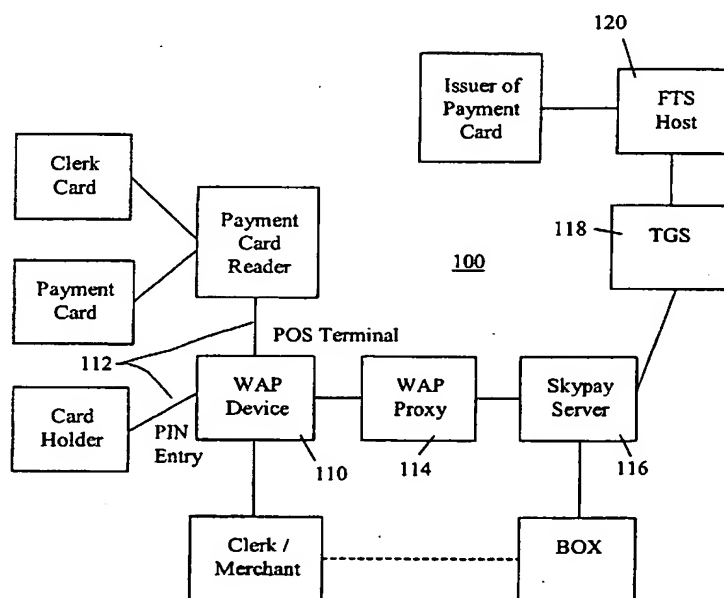 120
Issuer of
Payment
Card
FTS
Host
Clerk
Card
Payment
Card
Reader
118
TGS
100
Payment
Card
POS Terminal
112
Card
Holder
PIN
Entry
WAP
Device
WAP
Proxy
Skypay
Server
110
114
116
Clerk /
Merchant
BOX